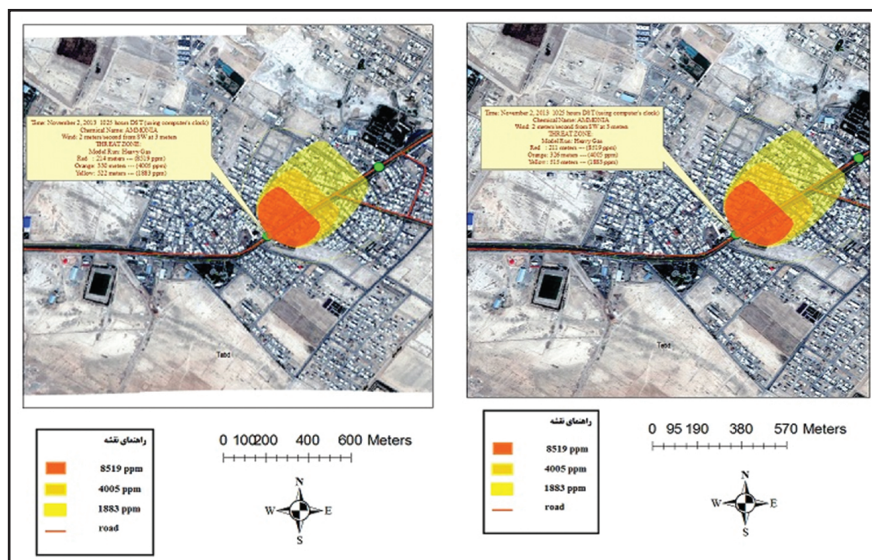 Time: November 2, 2013 1025 hours DST (using computer's clock)
Chemical Name: AMMONIA
Wind: 2 meters/second from SW at 3 meters
THREAT ZONE:
Model Run: Heavy Gas
Red : 214 meters --- (8519 ppm)
Orange: 330 meters --- (4005 ppm)
Yellow: 522 meters --- (1883 ppm)
Tabd
راهنمای نقشه
8519 ppm
4005 ppm
1883 ppm
road
0 100 200 400 600 Meters
N
W E
S
Time: November 2, 2013 1025 hours DST (using computer's clock)
Chemical Name: AMMONIA
Wind: 2 meters/second from SW at 3 meters
THREAT ZONE:
Model Run: Heavy Gas
Red : 211 meters --- (8519 ppm)
Orange: 326 meters --- (4005 ppm)
Yellow: 515 meters --- (1883 ppm)
راهنمای نقشه
8519 ppm
4005 ppm
1883 ppm
road
0 95 190 380 570 Meters
N
W E
S